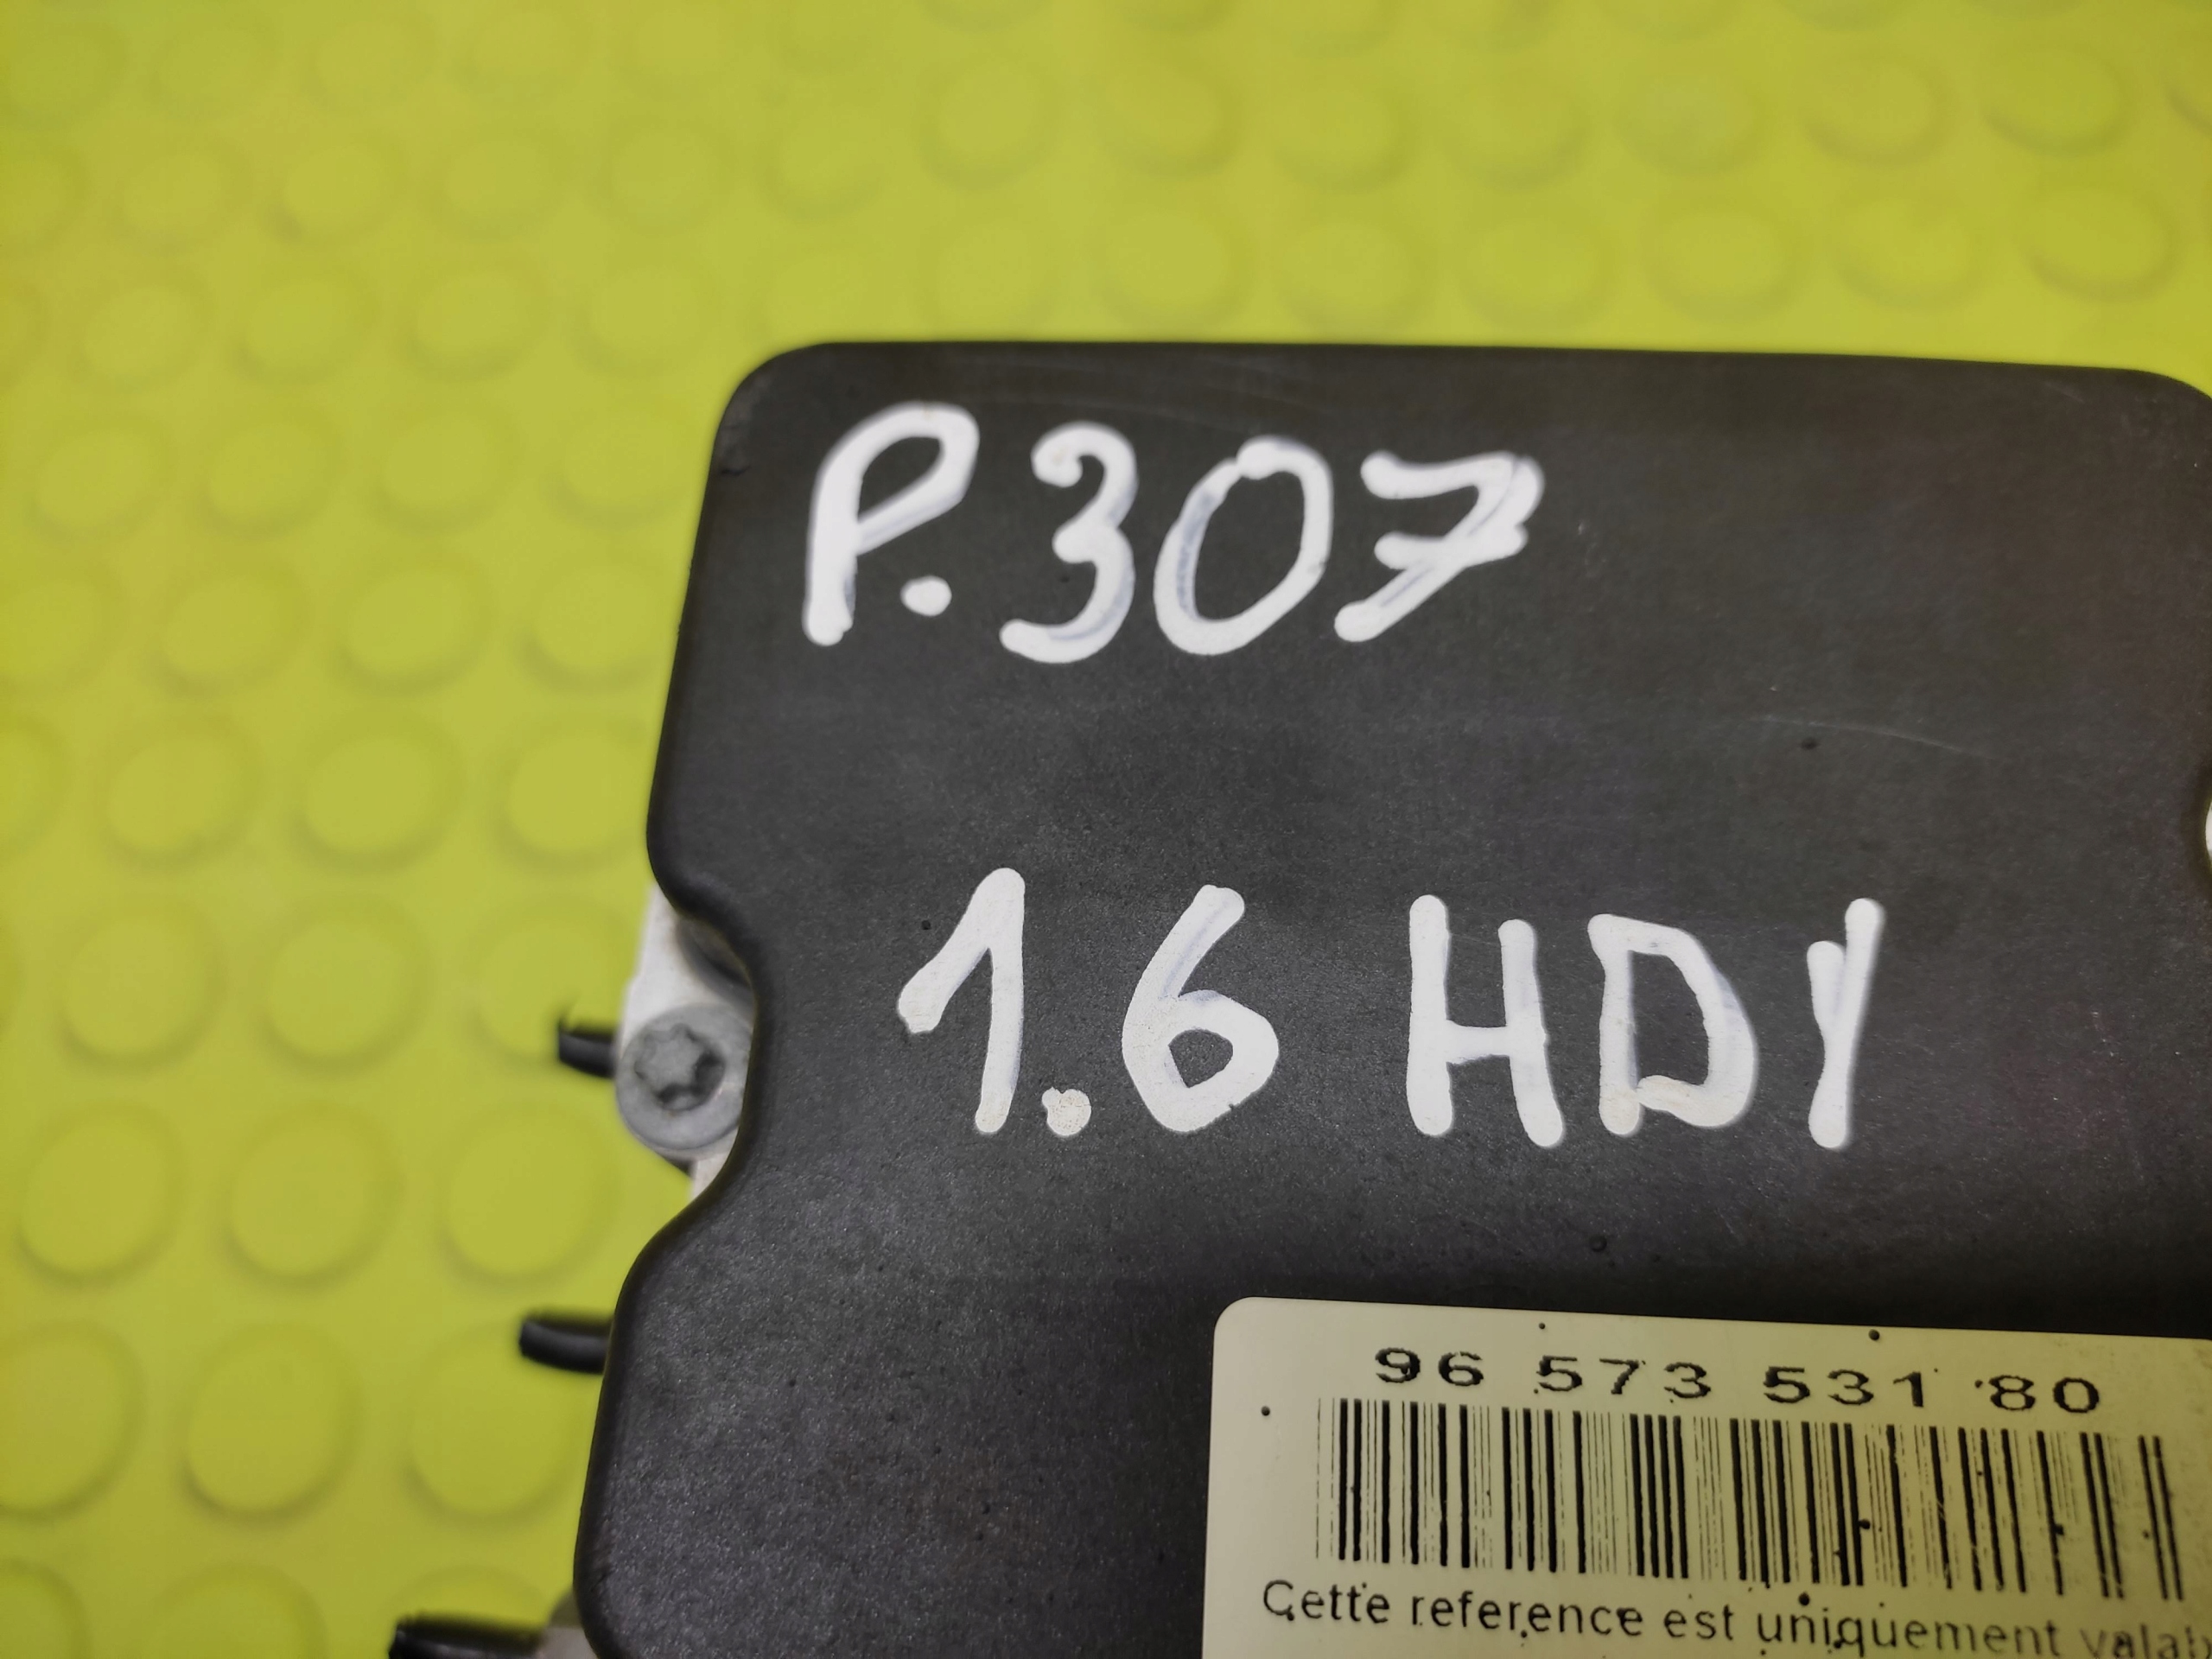 P.307
1.6 HDI
96 573 531 80
Cette reference est uniquement